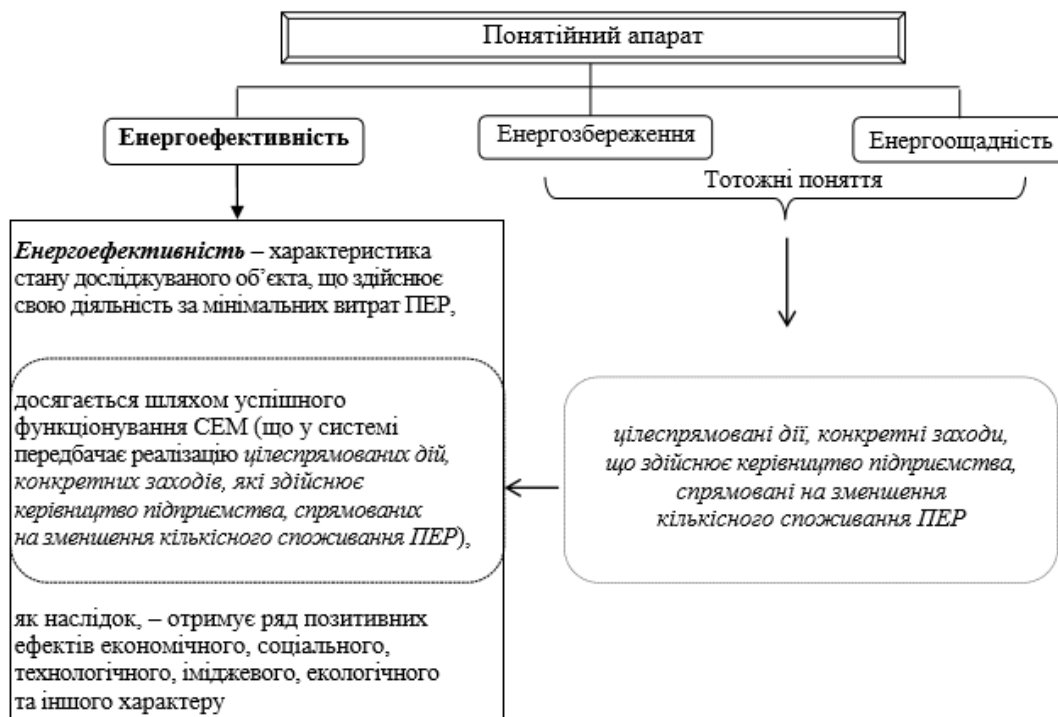 Понятійний апарат
Енергоефективність
Енергозбереження
Енергоощадність
Тотожні поняття
Енергоефективність – характеристика
стану досліджуваного об’єкта, що здійснює
свою діяльність за мінімальних витрат ПЕР,
досягається шляхом успішного
функціонування СЕМ (що у системі
передбачає реалізацію цілеспрямованих дій,
конкретних заходів, які здійснює
керівництво підприємства, спрямованих
на зменшення кількісного споживання ПЕР),
як наслідок, – отримує ряд позитивних
ефектів економічного, соціального,
технологічного, іміджевого, екологічного
та іншого характеру
цілеспрямовані дії, конкретні заходи,
що здійснює керівництво підприємства,
спрямовані на зменшення
кількісного споживання ПЕР